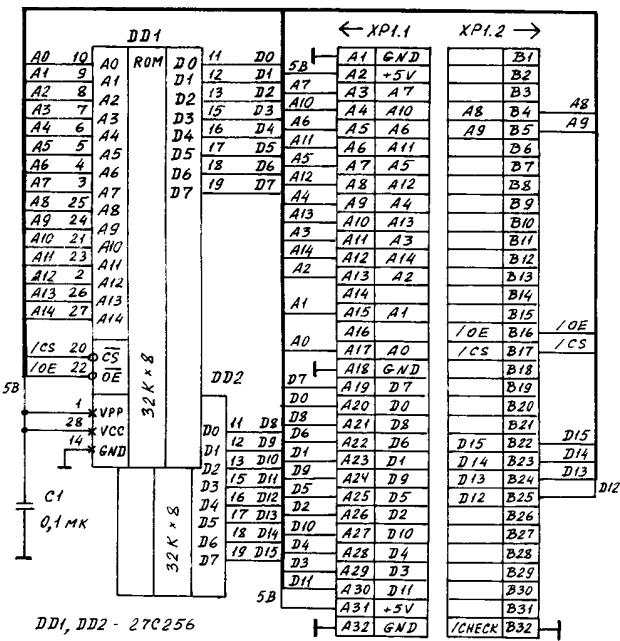 DD1
← XP1.1 XP1.2 →
A0 10 A0 ROM D0 11 D0
A1 9 A1 D1 12 D1
A2 8 A2 D2 13 D2
A3 7 A3 D3 15 D3
A4 6 A4 D4 16 D4
A5 5 A5 D5 17 D5
A6 4 A6 D6 18 D6
A7 3 A7 D7 19 D7
A8 25 A8
A9 24 A9
A10 21 A10
A11 23 A11
A12 2 A12
A13 26 A13
A14 27 A14
/CS 20 CS
/OE 22 OE
5В
1 VPP
28 VCC
14 GND
32K×8
C1
0,1 мк
DD2
D0 11 D8
D1 12 D9
D2 13 D10
D3 15 D11
D4 16 D12
D5 17 D13
D6 18 D14
D7 19 D15
32K×8
A1 GND B1
5В A2 +5V B2
A7 A3 A7 B3
A10 A4 A10 A8 B4 A8
A6 A5 A6 A9 B5 A9
A11 A6 A11 B6
A5 A7 A5 B7
A12 A8 A12 B8
A4 A9 A4 B9
A13 A10 A13 B10
A3 A11 A3 B11
A14 A12 A14 B12
A2 A13 A2 B13
A14 B14
A1 A15 A1 B15
A16 /OE B16 /OE
A0 A17 A0 /CS B17 /CS
A18 GND B18
D7 A19 D7 B19
D0 A20 D0 B20
D8 A21 D8 B21
D6 A22 D6 D15 B22 D15
D1 A23 D1 D14 B23 D14
D9 A24 D9 D13 B24 D13
D5 A25 D5 D12 B25 D12
D2 A26 D2 B26
D10 A27 D10 B27
D4 A28 D4 B28
D3 A29 D3 B29
D11 A30 D11 B30
5В A31 +5V B31
A32 GND /CHECK B32
DD1, DD2 - 27C256